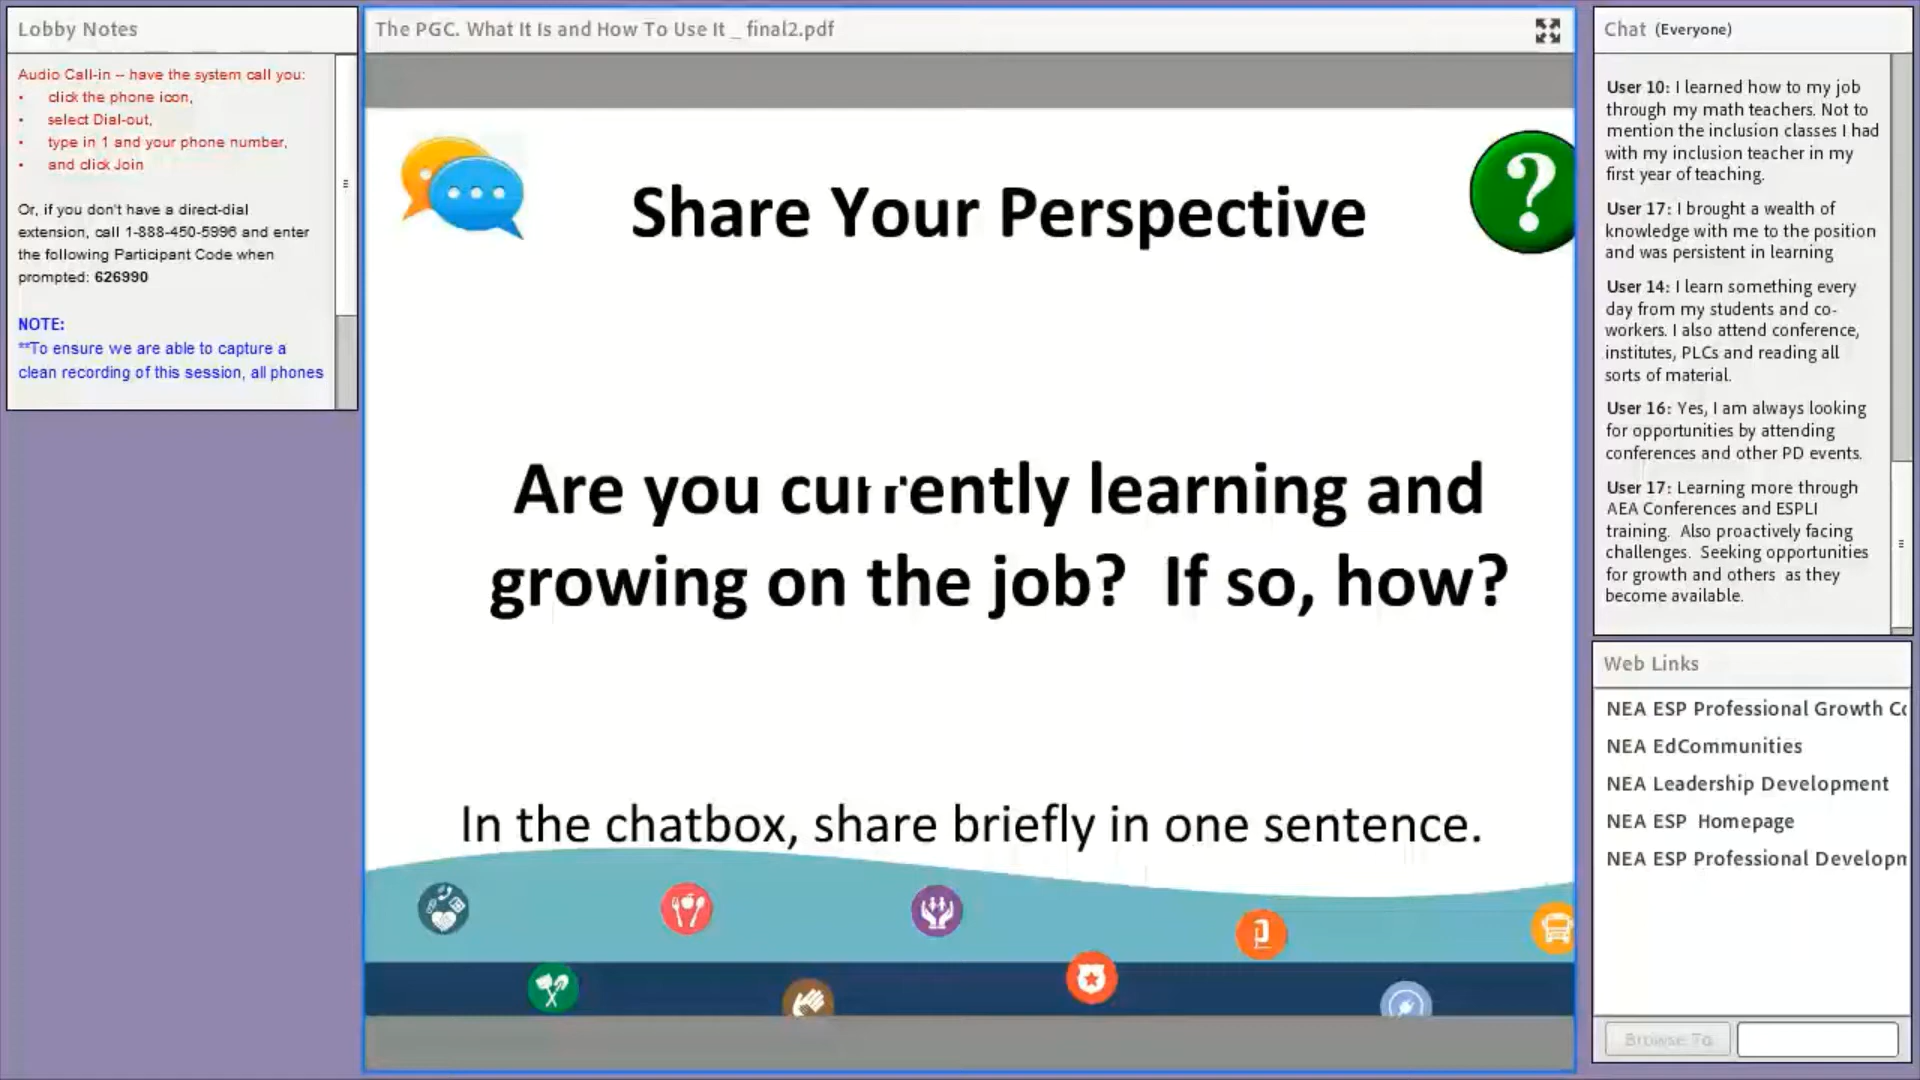 Lobby Notes
Audio Call-in – have the system call you:
• click the phone icon,
• select Dial-out,
• type in 1 and your phone number,
• and click Join
Or, if you don't have a direct-dial
extension, call 1-888-450-5996 and enter
the following Participant Code when
prompted: 626990
NOTE:
**To ensure we are able to capture a
clean recording of this session, all phones
The PGC. What It Is and How To Use It _ final2.pdf
?
Share Your Perspective
Are you currently learning and
growing on the job? If so, how?
In the chatbox, share briefly in one sentence.
Chat (Everyone)
User 10: I learned how to my job
through my math teachers. Not to
mention the inclusion classes I had
with my inclusion teacher in my
first year of teaching.
User 17: I brought a wealth of
knowledge with me to the position
and was persistent in learning
User 14: I learn something every
day from my students and co-
workers. I also attend conference,
institutes, PLCs and reading all
sorts of material.
User 16: Yes, I am always looking
for opportunities by attending
conferences and other PD events.
User 17: Learning more through
AEA Conferences and ESPLI
training. Also proactively facing
challenges. Seeking opportunities
for growth and others as they
become available.
Web Links
NEA ESP Professional Growth Co
NEA EdCommunities
NEA Leadership Development
NEA ESP Homepage
NEA ESP Professional Developm
Browse To